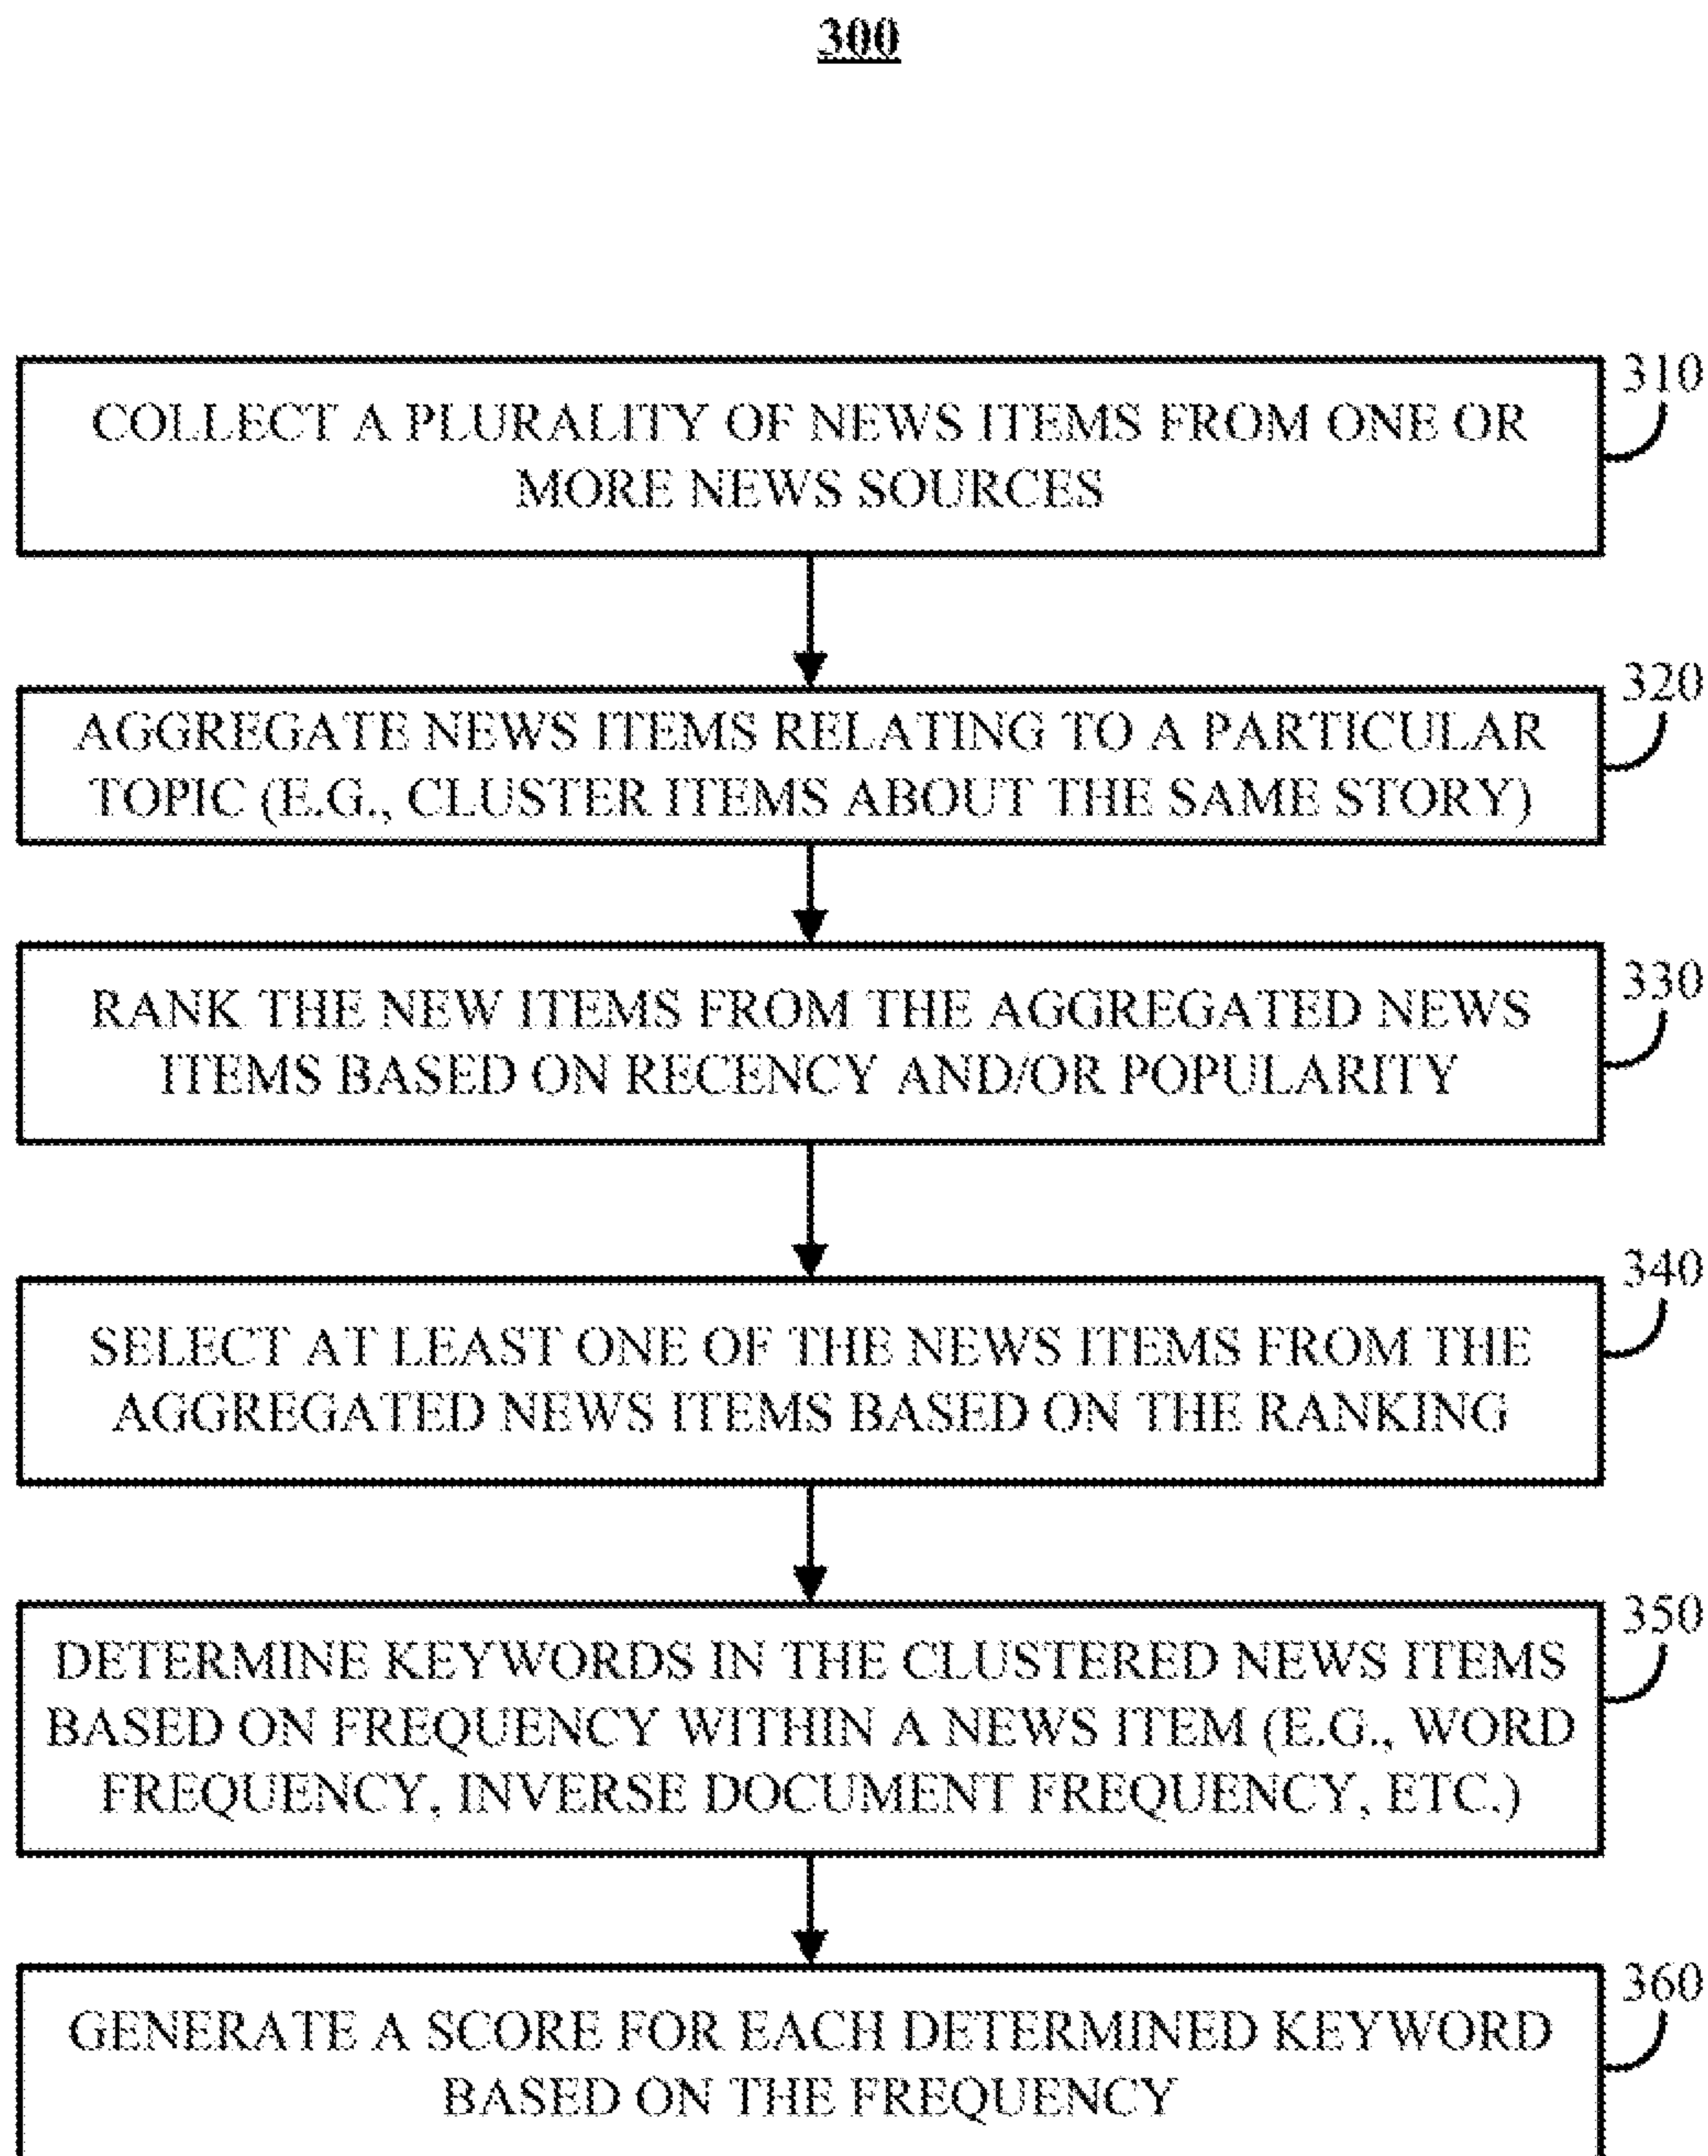 300
310
COLLECT A PLURALITY OF NEWS ITEMS FROM ONE OR
MORE NEWS SOURCES
320
AGGREGATE NEWS ITEMS RELATING TO A PARTICULAR
TOPIC (E.G., CLUSTER ITEMS ABOUT THE SAME STORY)
330
RANK THE NEW ITEMS FROM THE AGGREGATED NEWS
ITEMS BASED ON RECENCY AND/OR POPULARITY
340
SELECT AT LEAST ONE OF THE NEWS ITEMS FROM THE
AGGREGATED NEWS ITEMS BASED ON THE RANKING
350
DETERMINE KEYWORDS IN THE CLUSTERED NEWS ITEMS
BASED ON FREQUENCY WITHIN A NEWS ITEM (E.G., WORD
FREQUENCY, INVERSE DOCUMENT FREQUENCY, ETC.)
360
GENERATE A SCORE FOR EACH DETERMINED KEYWORD
BASED ON THE FREQUENCY